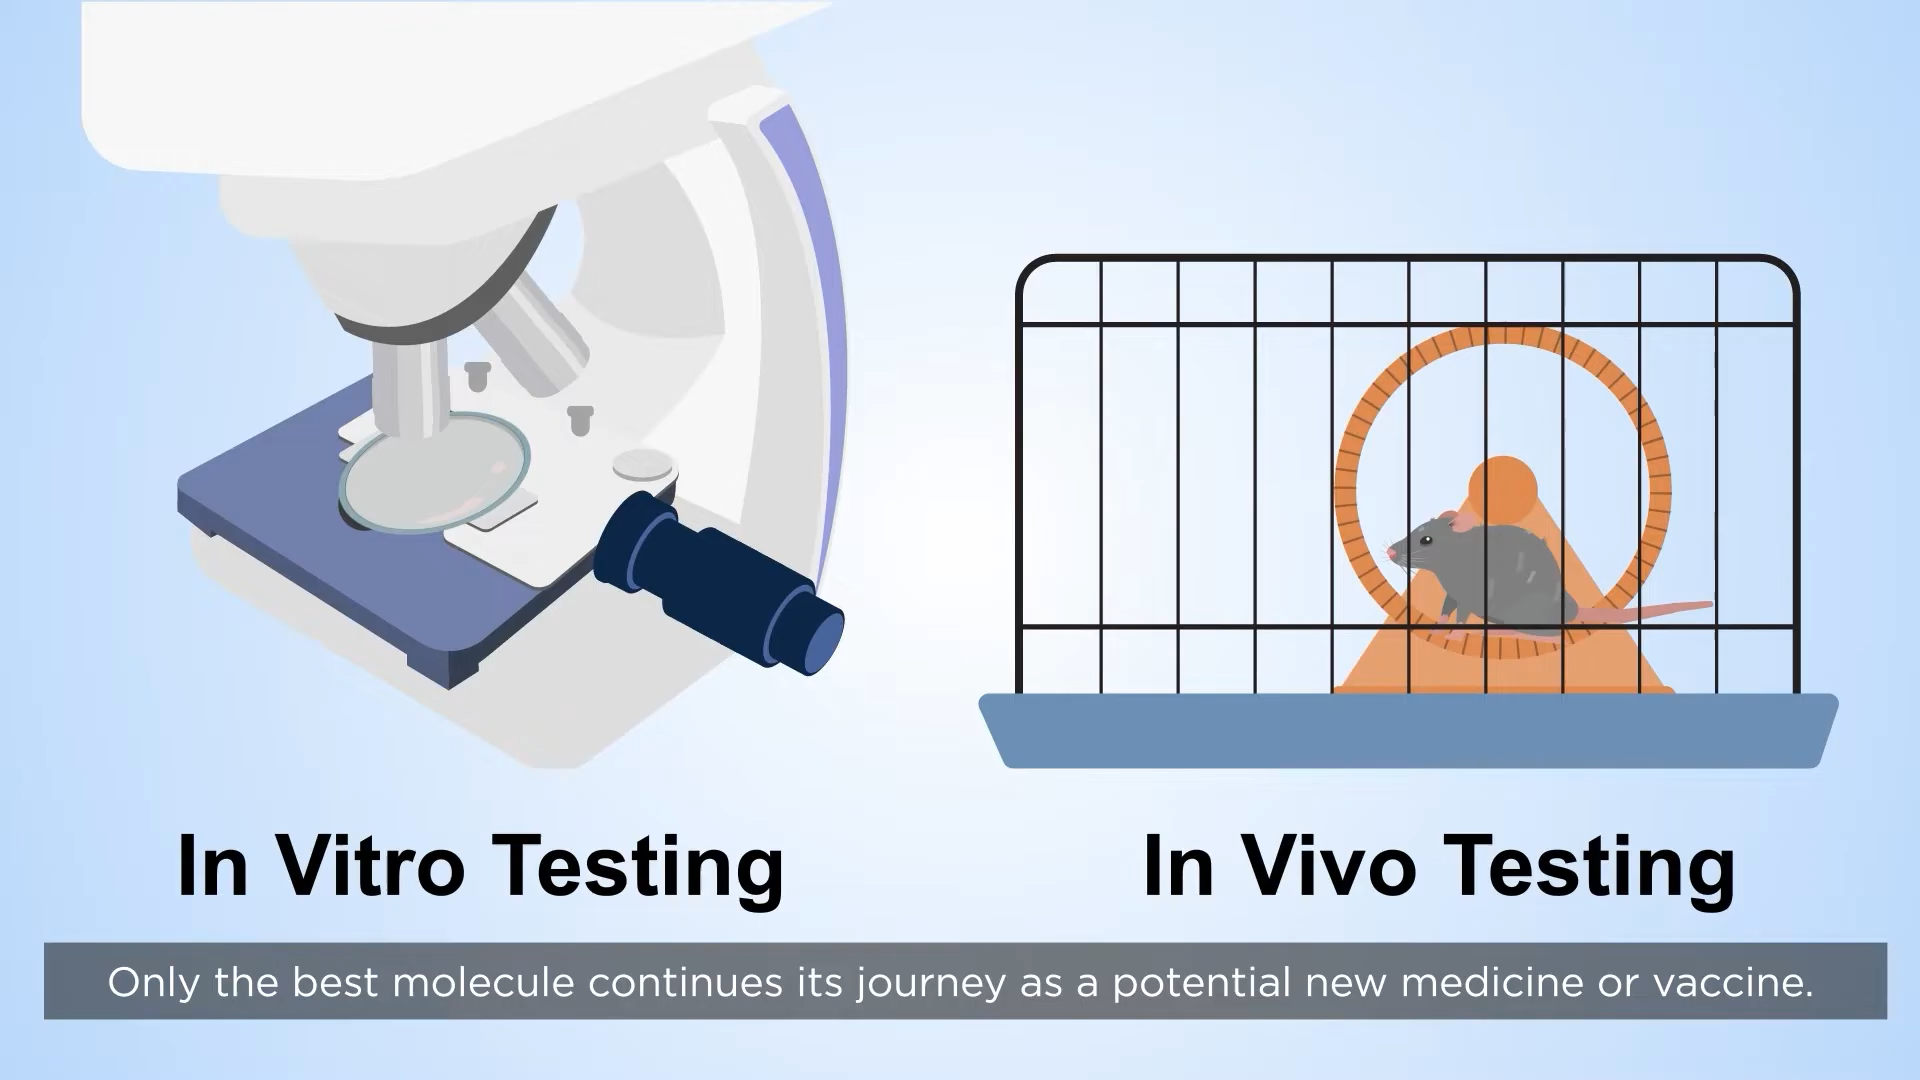 In Vitro Testing
In Vivo Testing
Only the best molecule continues its journey as a potential new medicine or vaccine.